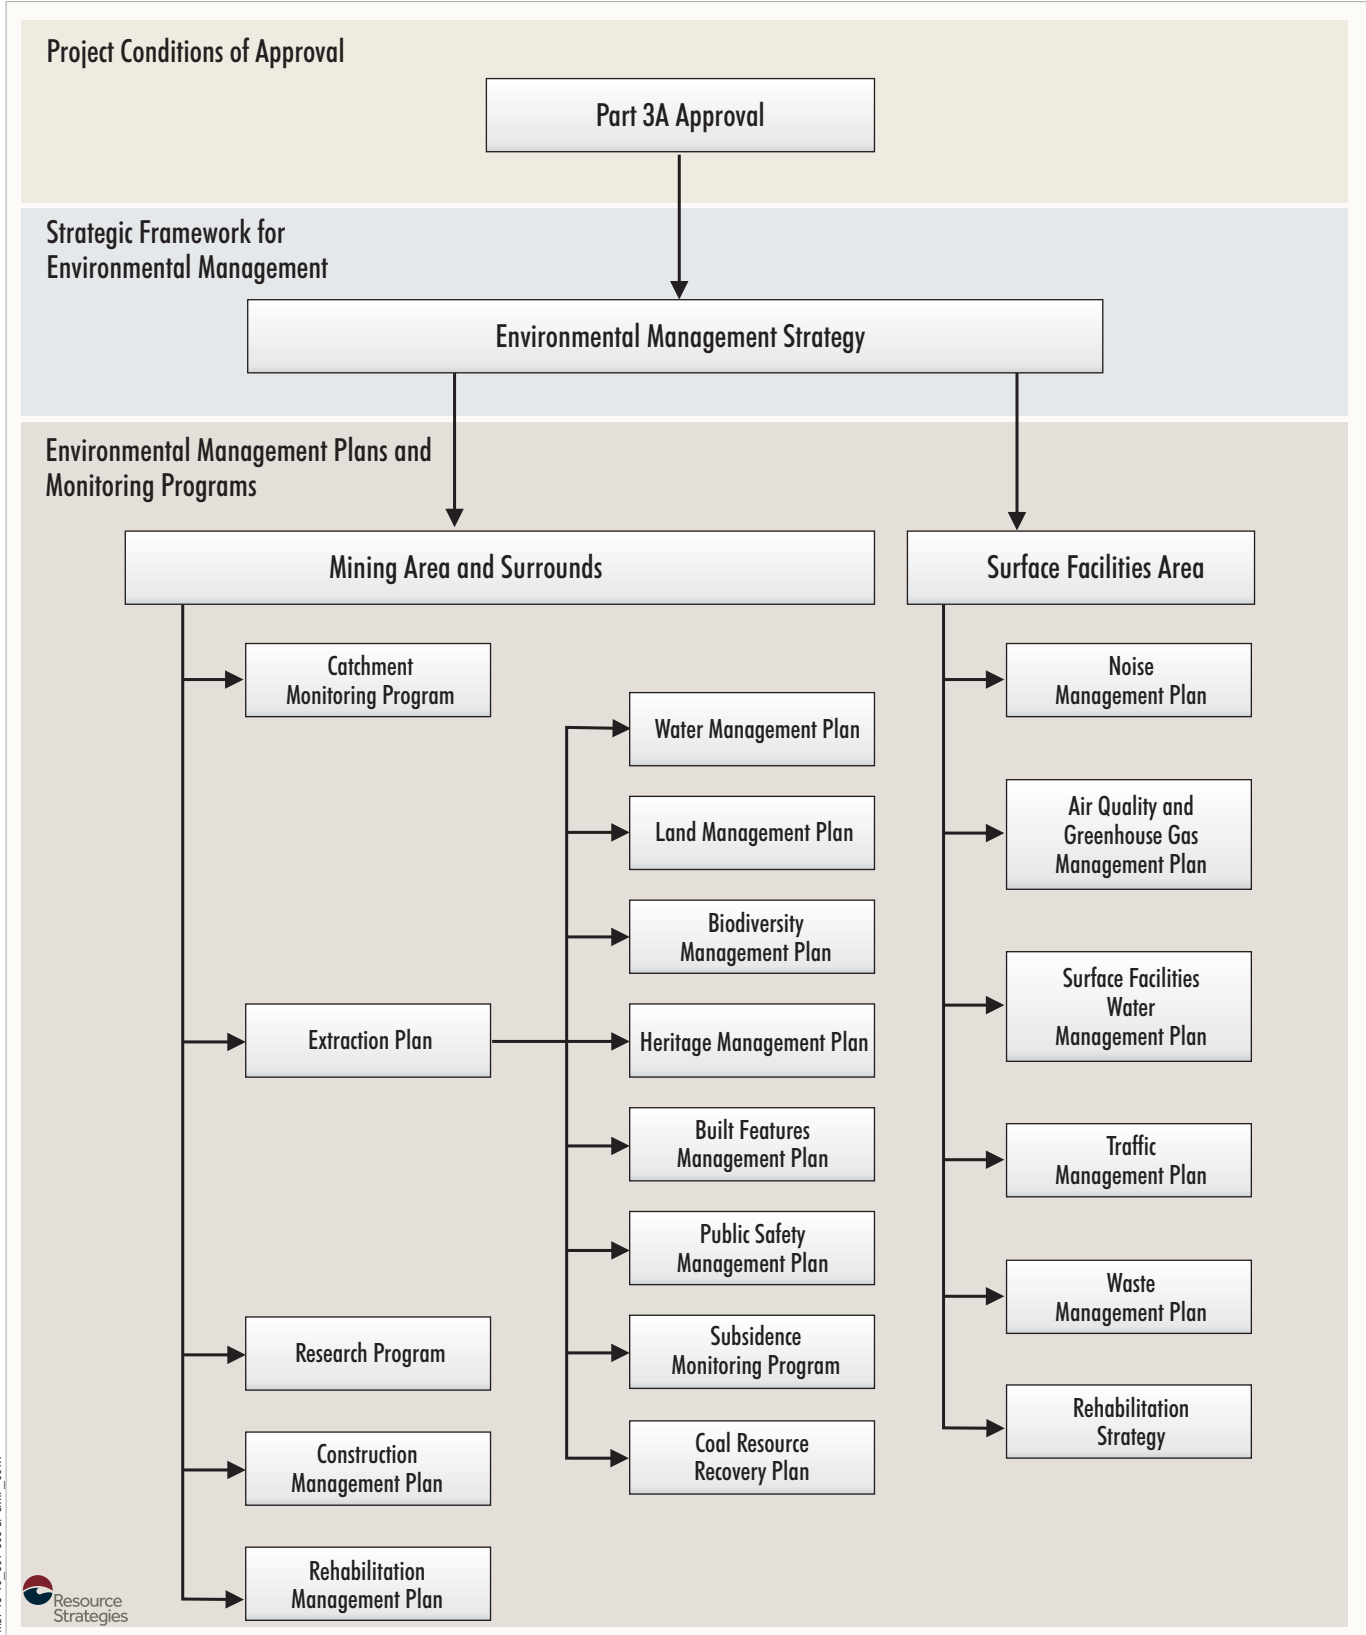 Project Conditions of Approval
Part 3A Approval
Strategic Framework for
Environmental Management
Environmental Management Strategy
Environmental Management Plans and
Monitoring Programs
Mining Area and Surrounds
Surface Facilities Area
Catchment
Monitoring Program
Extraction Plan
Research Program
Construction
Management Plan
Rehabilitation
Management Plan
Water Management Plan
Land Management Plan
Biodiversity
Management Plan
Heritage Management Plan
Built Features
Management Plan
Public Safety
Management Plan
Subsidence
Monitoring Program
Coal Resource
Recovery Plan
Noise
Management Plan
Air Quality and
Greenhouse Gas
Management Plan
Surface Facilities
Water
Management Plan
Traffic
Management Plan
Waste
Management Plan
Rehabilitation
Strategy
Resource
Strategies